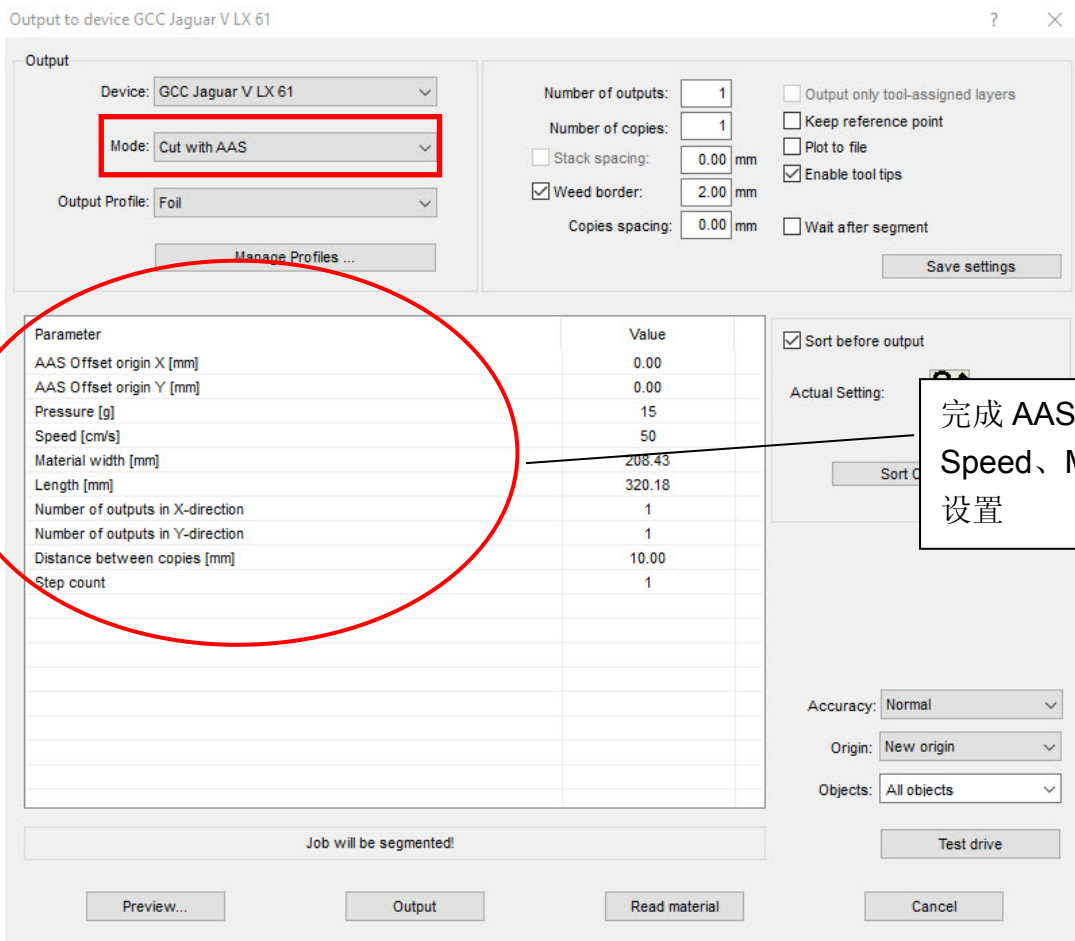 Output to device GCC Jaguar V LX 61
Output
Device: GCC Jaguar V LX 61
Mode: Cut with AAS
Output Profile: Foil
Manage Profiles ...
Number of outputs: 1
Number of copies: 1
Stack spacing: 0.00 mm
Weed border: 2.00 mm
Copies spacing: 0.00 mm
Output only tool-assigned layers
Keep reference point
Plot to file
Enable tool tips
Wait after segment
Save settings
Parameter Value
AAS Offset origin X [mm] 0.00
AAS Offset origin Y [mm] 0.00
Pressure [g] 15
Speed [cm/s] 50
Material width [mm] 208.43
Length [mm] 320.18
Number of outputs in X-direction 1
Number of outputs in Y-direction 1
Distance between copies [mm] 10.00
Step count 1
Sort before output
Actual Setting:
Sort
完成 AAS
Speed、M
设置
Accuracy: Normal
Origin: New origin
Objects: All objects
Job will be segmented!
Test drive
Preview...
Output
Read material
Cancel